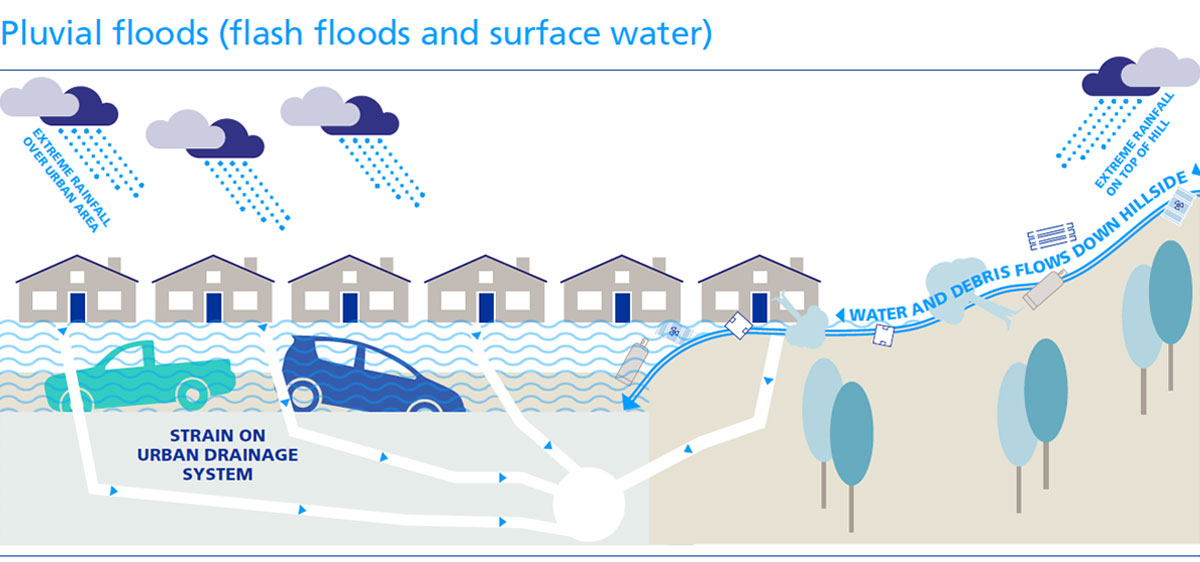 Pluvial floods (flash floods and surface water)
EXTREME RAINFALL
OVER URBAN AREA
EXTREME RAINFALL
ON TOP OF HILL
WATER AND DEBRIS FLOWS DOWN HILLSIDE
STRAIN ON
URBAN DRAINAGE
SYSTEM